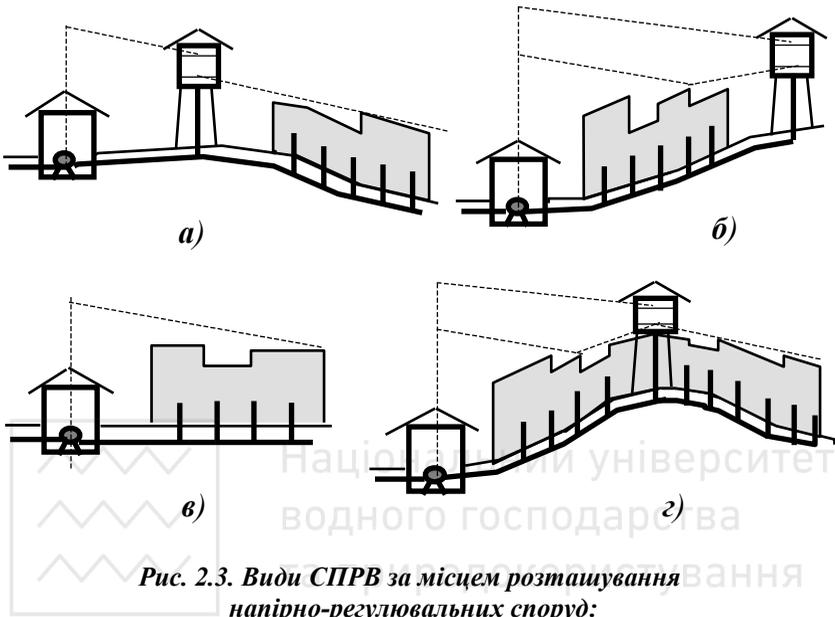 а)
б)
в)
г)
Національний університет
водного господарства
та природокористування
Рис. 2.3. Види СПРВ за місцем розташування
напірно-регулювальних споруд: